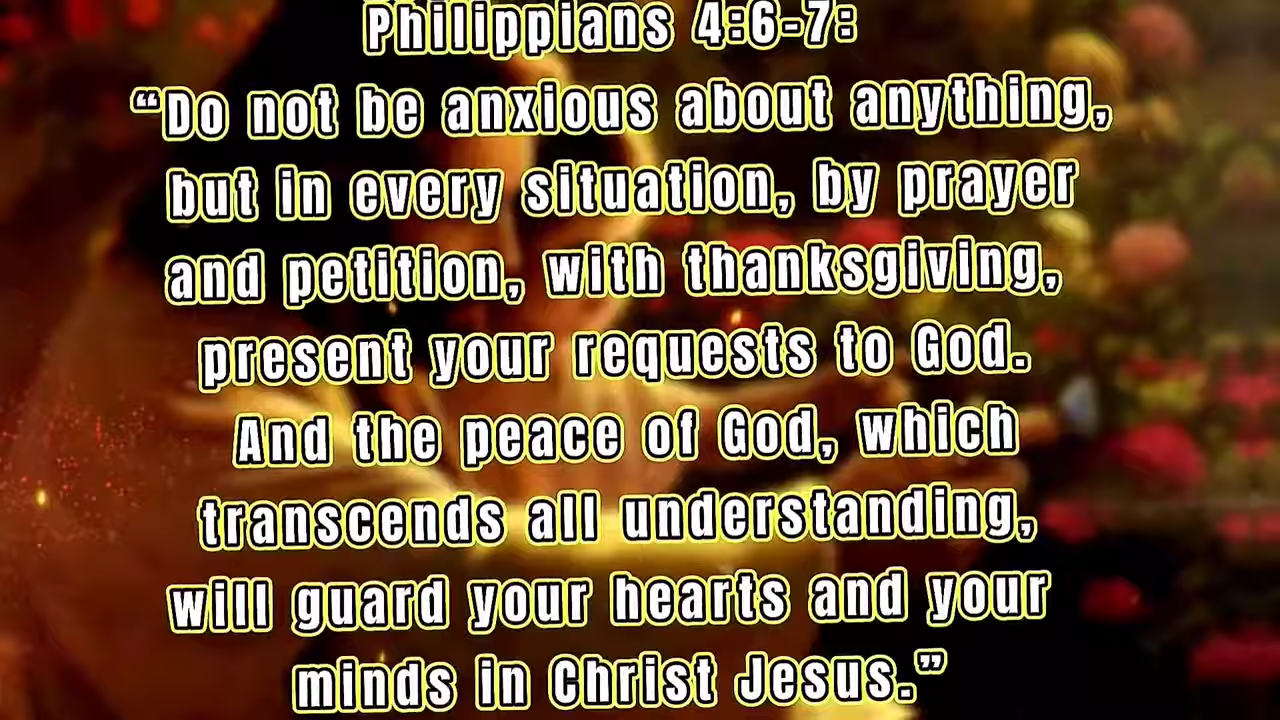 Philippians 4:6-7:
“Do not be anxious about anything,
but in every situation, by prayer
and petition, with thanksgiving,
present your requests to God.
And the peace of God, which
transcends all understanding,
will guard your hearts and your
minds in Christ Jesus.”